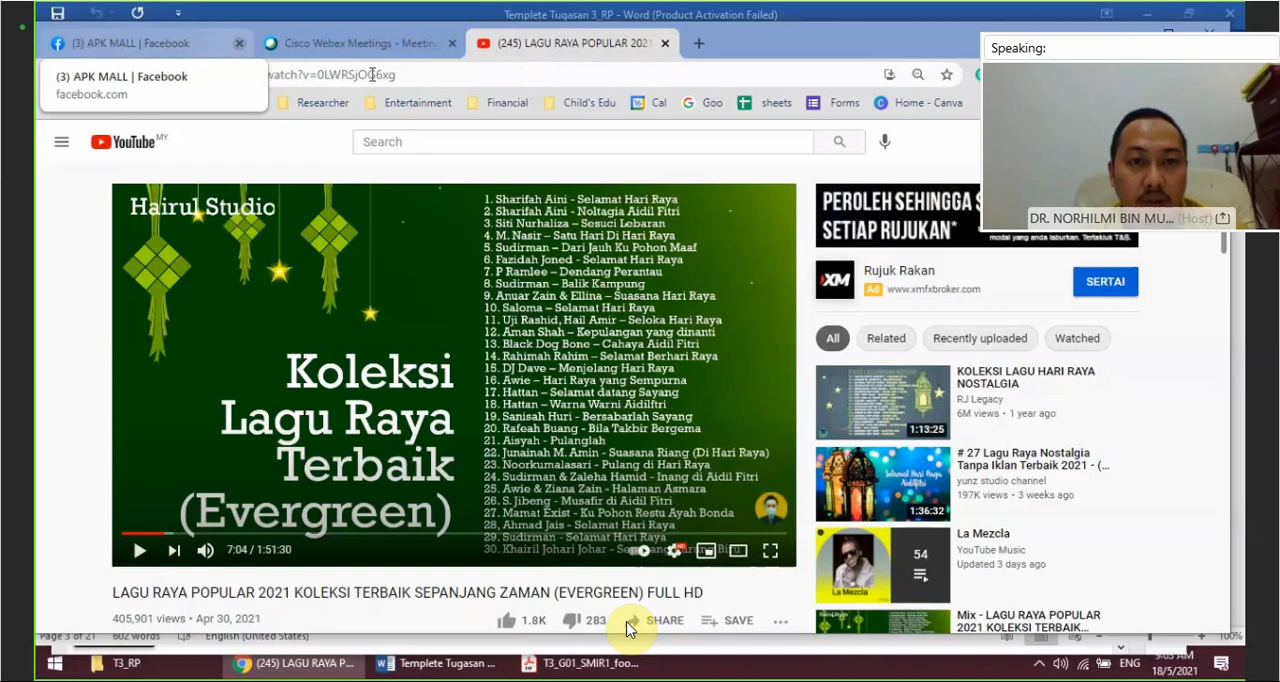 Templete Tugasan 3_RP - Word (Product Activation Failed)
(3) APK MALL | Facebook
Cisco Webex Meetings - Meeting
(245) LAGU RAYA POPULAR 2021
(3) APK MALL | Facebook
facebook.com
Researcher
Entertainment
Financial
Child's Edu
Cal
Goo
sheets
Forms
Home - Canva
YouTube MY
Search
Speaking:
DR. NORHILMI BIN MU... (Host)
Hairul Studio
Koleksi
Lagu Raya
Terbaik
(Evergreen)
1. Sharifah Aini - Selamat Hari Raya
2. Sharifah Aini - Noltagia Aidil Fitri
3. Siti Nurhaliza - Sesuci Lebaran
4. M. Nasir – Satu Hari Di Hari Raya
5. Sudirman – Dari Jauh Ku Pohon Maaf
6. Fazidah Joned - Selamat Hari Raya
7. P Ramlee - Dendang Perantau
8. Sudirman – Balik Kampung
9. Anuar Zain & Ellina – Suasana Hari Raya
10. Saloma – Selamat Hari Raya
11. Uji Rashid, Hail Amir – Seloka Hari Raya
12. Aman Shah – Kepulangan yang dinanti
13. Black Dog Bone – Cahaya Aidil Fitri
14. Rahimah Rahim – Selamat Berhari Raya
15. DJ Dave – Menjelang Hari Raya
16. Awie – Hari Raya yang Sempurna
17. Hattan – Selamat datang Sayang
18. Hattan – Warna Warni Aidilftri
19. Sanisah Huri - Bersabarlah Sayang
20. Rafeah Buang - Bila Takbir Bergema
21. Aisyah - Pulanglah
22. Junainah M. Amin – Suasana Riang (Di Hari Raya)
23. Noorkumalasari - Pulang di Hari Raya
24. Sudirman & Zaleha Hamid - Inang di Aidil Fitri
25. Awie & Ziana Zain - Halaman Asmara
26. S. Jibeng - Musafir di Aidil Fitri
27. Mamat Exist - Ku Pohon Restu Ayah Bonda
28, Ahmad Jais - Selamat Hari Raya
29. Sudirman - Selamat Hari Raya
30. Khairil Johari Johar -
7:04 / 1:51:30
LAGU RAYA POPULAR 2021 KOLEKSI TERBAIK SEPANJANG ZAMAN (EVERGREEN) FULL HD
405,901 views • Apr 30, 2021
1.8K
283
SHARE
SAVE
PEROLEH SEHINGGA
SETIAP RUJUKAN*
modal yang anda laburkan. Tertakluk T&S.
XM
Rujuk Rakan
Ad www.xmfxbroker.com
SERTAI
All
Related
Recently uploaded
Watched
KOLEKSI LAGU HARI RAYA
NOSTALGIA
RJ Legacy
6M views • 1 year ago
1:13:25
# 27 Lagu Raya Nostalgia
Tanpa Iklan Terbaik 2021 - (...
yunz studio channel
197K views • 3 weeks ago
1:36:32
La Mezcla
YouTube Music
Updated 3 days ago
54
La Mezcla
Mix - LAGU RAYA POPULAR
2021 KOLEKSI TERBAIK...
Page 3 of 21
602 words
English (United States)
100%
T3_RP
(245) LAGU RAYA P...
Templete Tugasan ...
T3_G01_SMIR1_foo...
ENG
18/5/2021